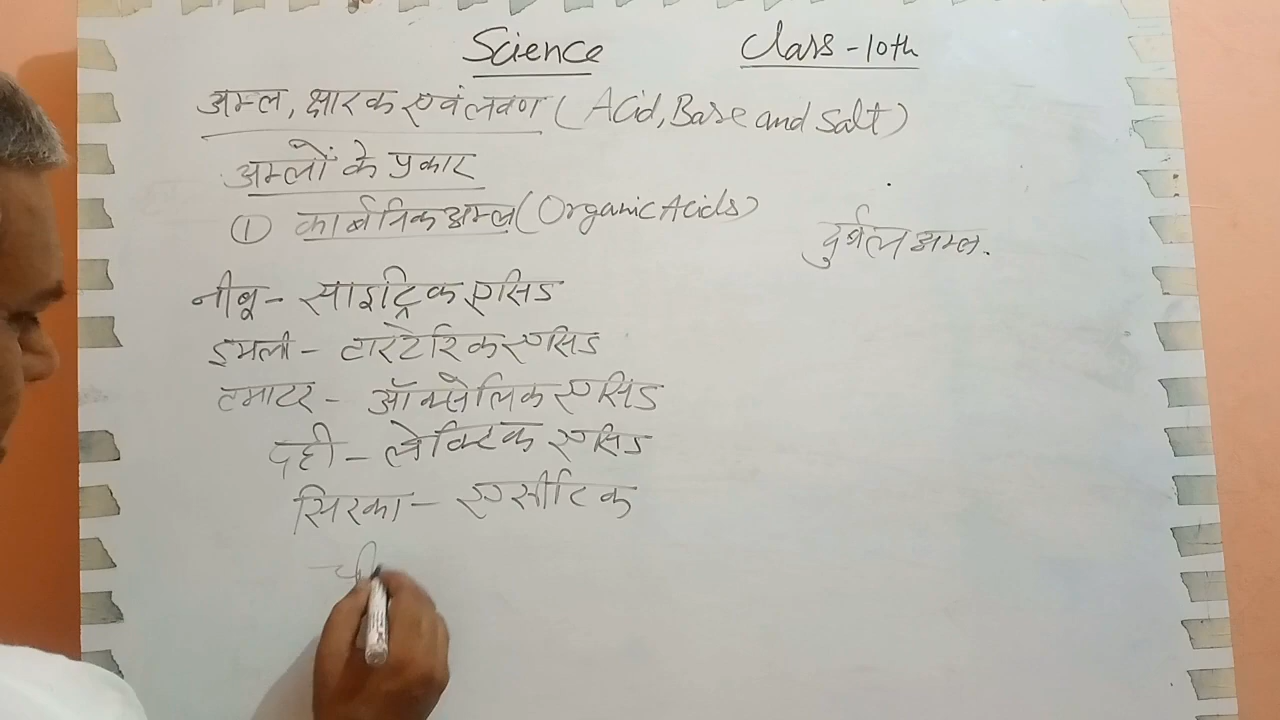 Science Class-10th
अम्ल, क्षारक एवं लवण (Acid, Base and Salt)
अम्लों के प्रकार
① कार्बनिक अम्ल (Organic Acids)
दुर्बल अम्ल.
नीबू - साइट्रिक एसिड
इमली - टारटेरिक एसिड
टमाटर - ऑक्सेलिक एसिड
दही - लेक्टिक एसिड
सिरका - एसीटिक
ची